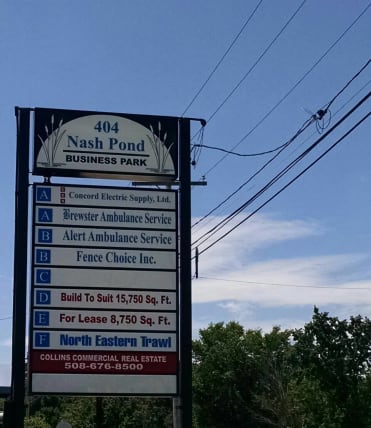 404
Nash Pond
BUSINESS PARK
A Concord Electric Supply, Ltd.
A Brewster Ambulance Service
B Alert Ambulance Service
B Fence Choice Inc.
C
D Build To Suit 15,750 Sq. Ft.
E For Lease 8,750 Sq. Ft.
F North Eastern Trawl
COLLINS COMMERCIAL REAL ESTATE
508-676-8500